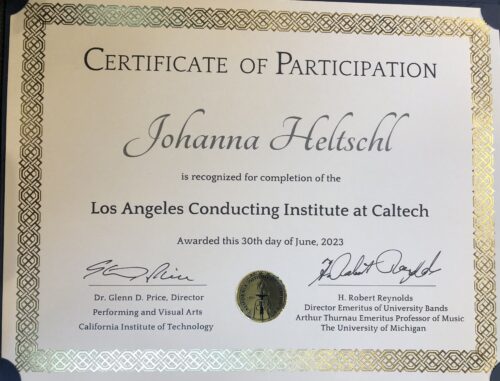 CERTIFICATE OF PARTICIPATION
Johanna Heltschl
is recognized for completion of the
Los Angeles Conducting Institute at Caltech
Awarded this 30th day of June, 2023
Dr. Glenn D. Price, Director
Performing and Visual Arts
California Institute of Technology
H. Robert Reynolds
H. Robert Reynolds
Director Emeritus of University Bands
Arthur Thurnau Emeritus Professor of Music
The University of Michigan